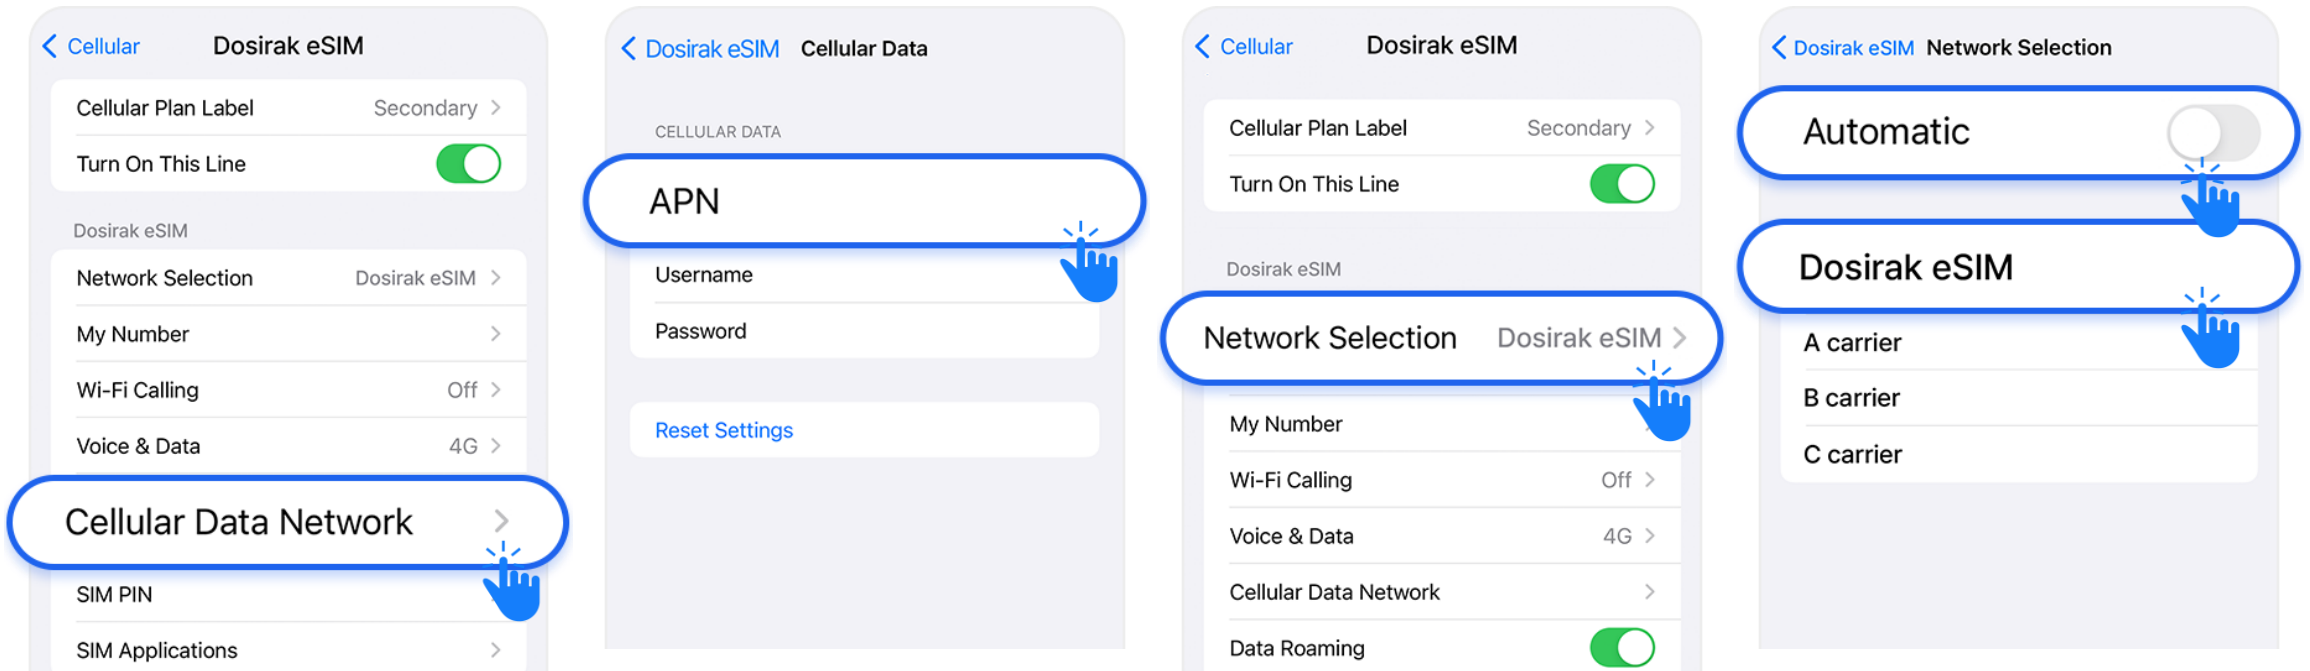 Cellular
Dosirak eSIM
Cellular Plan Label Secondary
Turn On This Line
Dosirak eSIM
Network Selection Dosirak eSIM
My Number
Wi-Fi Calling Off
Voice & Data 4G
Cellular Data Network
SIM PIN
SIM Applications
Dosirak eSIM Cellular Data
CELLULAR DATA
APN
Username
Password
Reset Settings
Cellular
Dosirak eSIM
Cellular Plan Label Secondary
Turn On This Line
Dosirak eSIM
Network Selection Dosirak eSIM
My Number
Wi-Fi Calling Off
Voice & Data 4G
Cellular Data Network
Data Roaming
Dosirak eSIM Network Selection
Automatic
Dosirak eSIM
A carrier
B carrier
C carrier